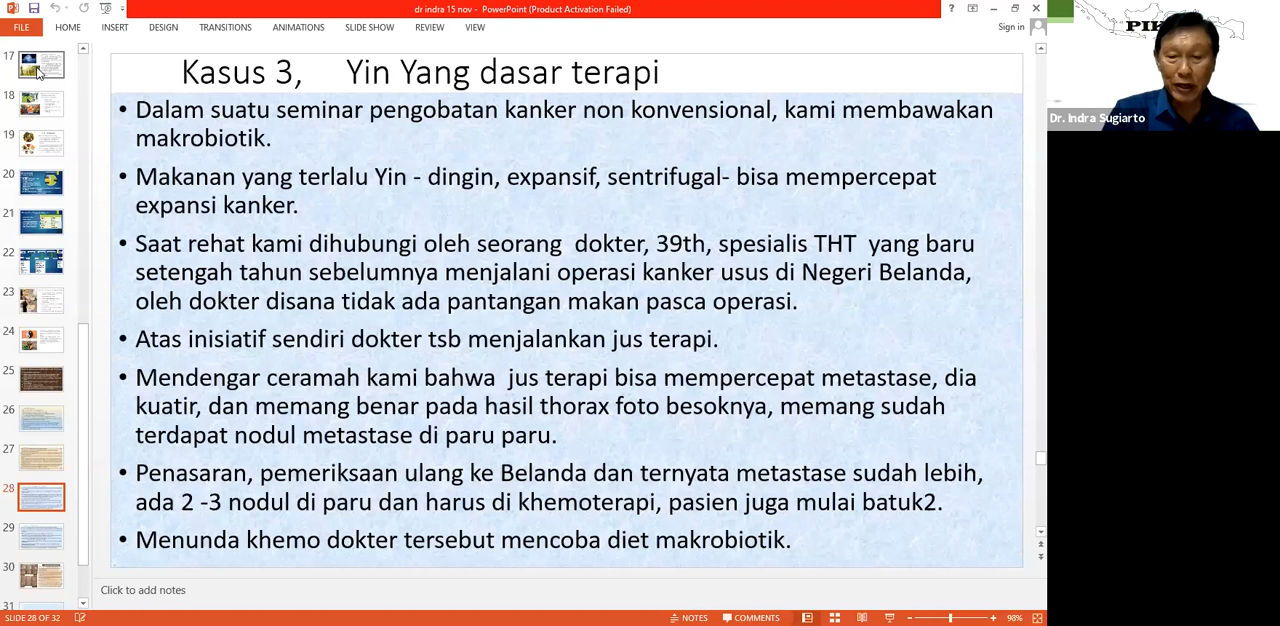 dr indra 15 nov - PowerPoint (Product Activation Failed)
FILE HOME INSERT DESIGN TRANSITIONS ANIMATIONS SLIDE SHOW REVIEW VIEW Sign in
PIK
Dr. Indra Sugiarto
17
18
19
20
21
22
23
24
25
26
27
28
29
30
31
Kasus 3, Yin Yang dasar terapi
• Dalam suatu seminar pengobatan kanker non konvensional, kami membawakan
makrobiotik.
• Makanan yang terlalu Yin - dingin, expansif, sentrifugal- bisa mempercepat
expansi kanker.
• Saat rehat kami dihubungi oleh seorang dokter, 39th, spesialis THT yang baru
setengah tahun sebelumnya menjalani operasi kanker usus di Negeri Belanda,
oleh dokter disana tidak ada pantangan makan pasca operasi.
• Atas inisiatif sendiri dokter tsb menjalankan jus terapi.
• Mendengar ceramah kami bahwa jus terapi bisa mempercepat metastase, dia
kuatir, dan memang benar pada hasil thorax foto besoknya, memang sudah
terdapat nodul metastase di paru paru.
• Penasaran, pemeriksaan ulang ke Belanda dan ternyata metastase sudah lebih,
ada 2 -3 nodul di paru dan harus di khemoterapi, pasien juga mulai batuk2.
• Menunda khemo dokter tersebut mencoba diet makrobiotik.
Click to add notes
SLIDE 28 OF 32 NOTES COMMENTS 98%